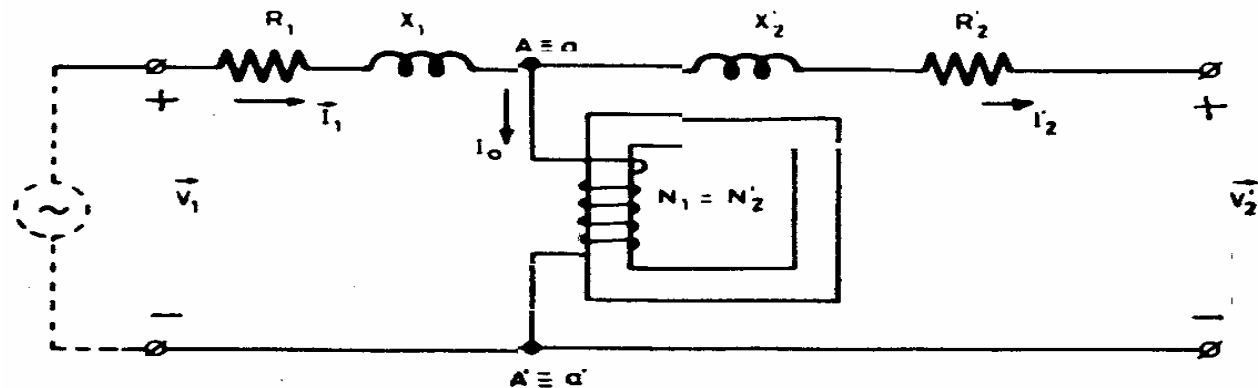 R₁ X₁ A ≡ a X'₂ R'₂
+ I₁ I₀ I'₂ +
V₁ N₁ = N'₂ V'₂
~
− −
A' ≡ a'